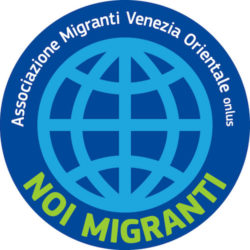 Associazione Migranti Venezia Orientale onlus
NOI MIGRANTI